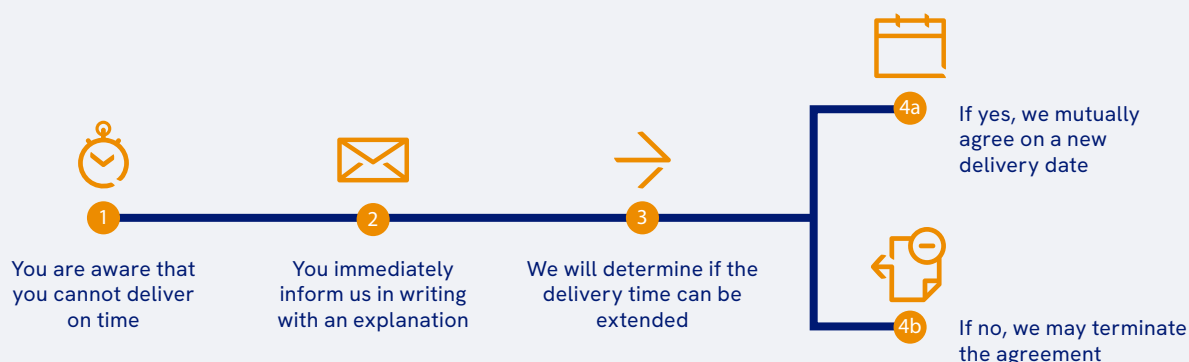 1
You are aware that
you cannot deliver
on time
2
You immediately
inform us in writing
with an explanation
3
We will determine if the
delivery time can be
extended
4a
If yes, we mutually
agree on a new
delivery date
4b
If no, we may terminate
the agreement